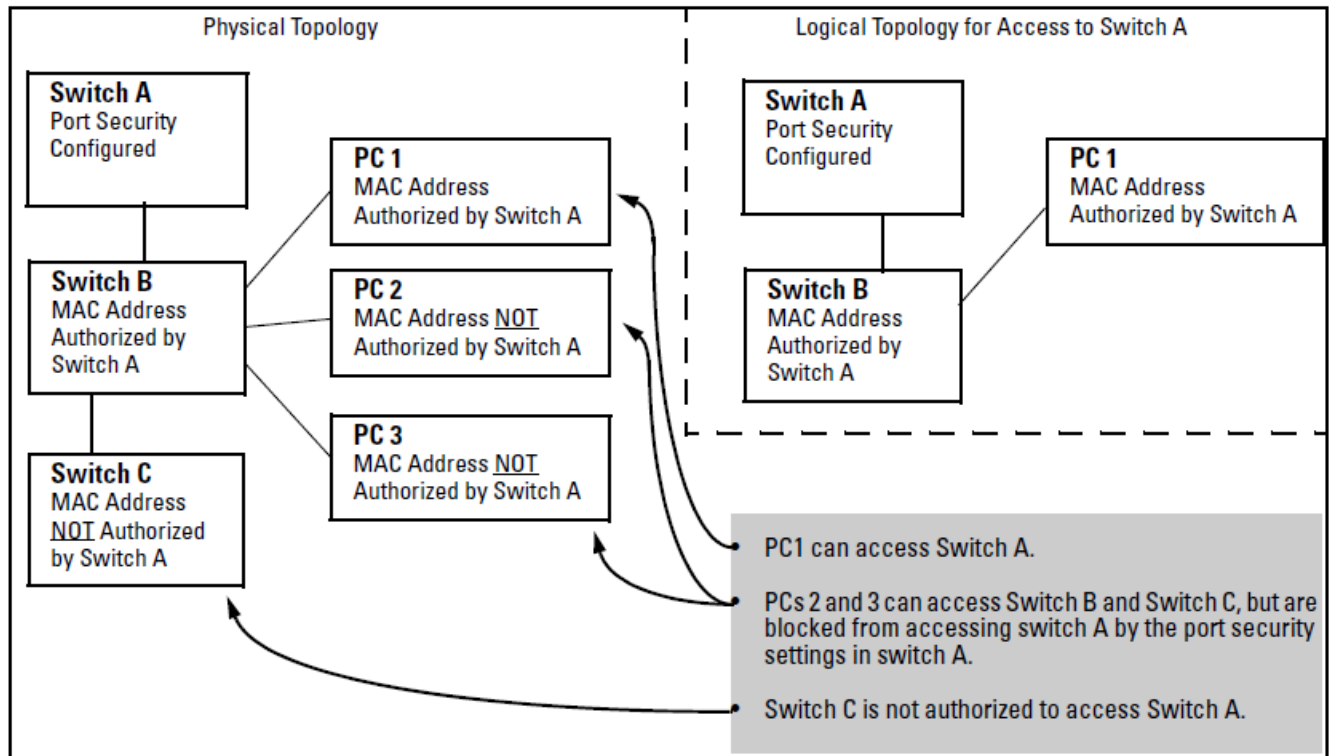 Physical Topology
Switch A
Port Security
Configured
PC 1
MAC Address
Authorized by Switch A
Switch B
MAC Address
Authorized by
Switch A
PC 2
MAC Address NOT
Authorized by Switch A
PC 3
MAC Address NOT
Authorized by Switch A
Switch C
MAC Address
NOT Authorized
by Switch A
Logical Topology for Access to Switch A
Switch A
Port Security
Configured
PC 1
MAC Address
Authorized by Switch A
Switch B
MAC Address
Authorized by
Switch A
• PC1 can access Switch A.
• PCs 2 and 3 can access Switch B and Switch C, but are
blocked from accessing switch A by the port security
settings in switch A.
• Switch C is not authorized to access Switch A.